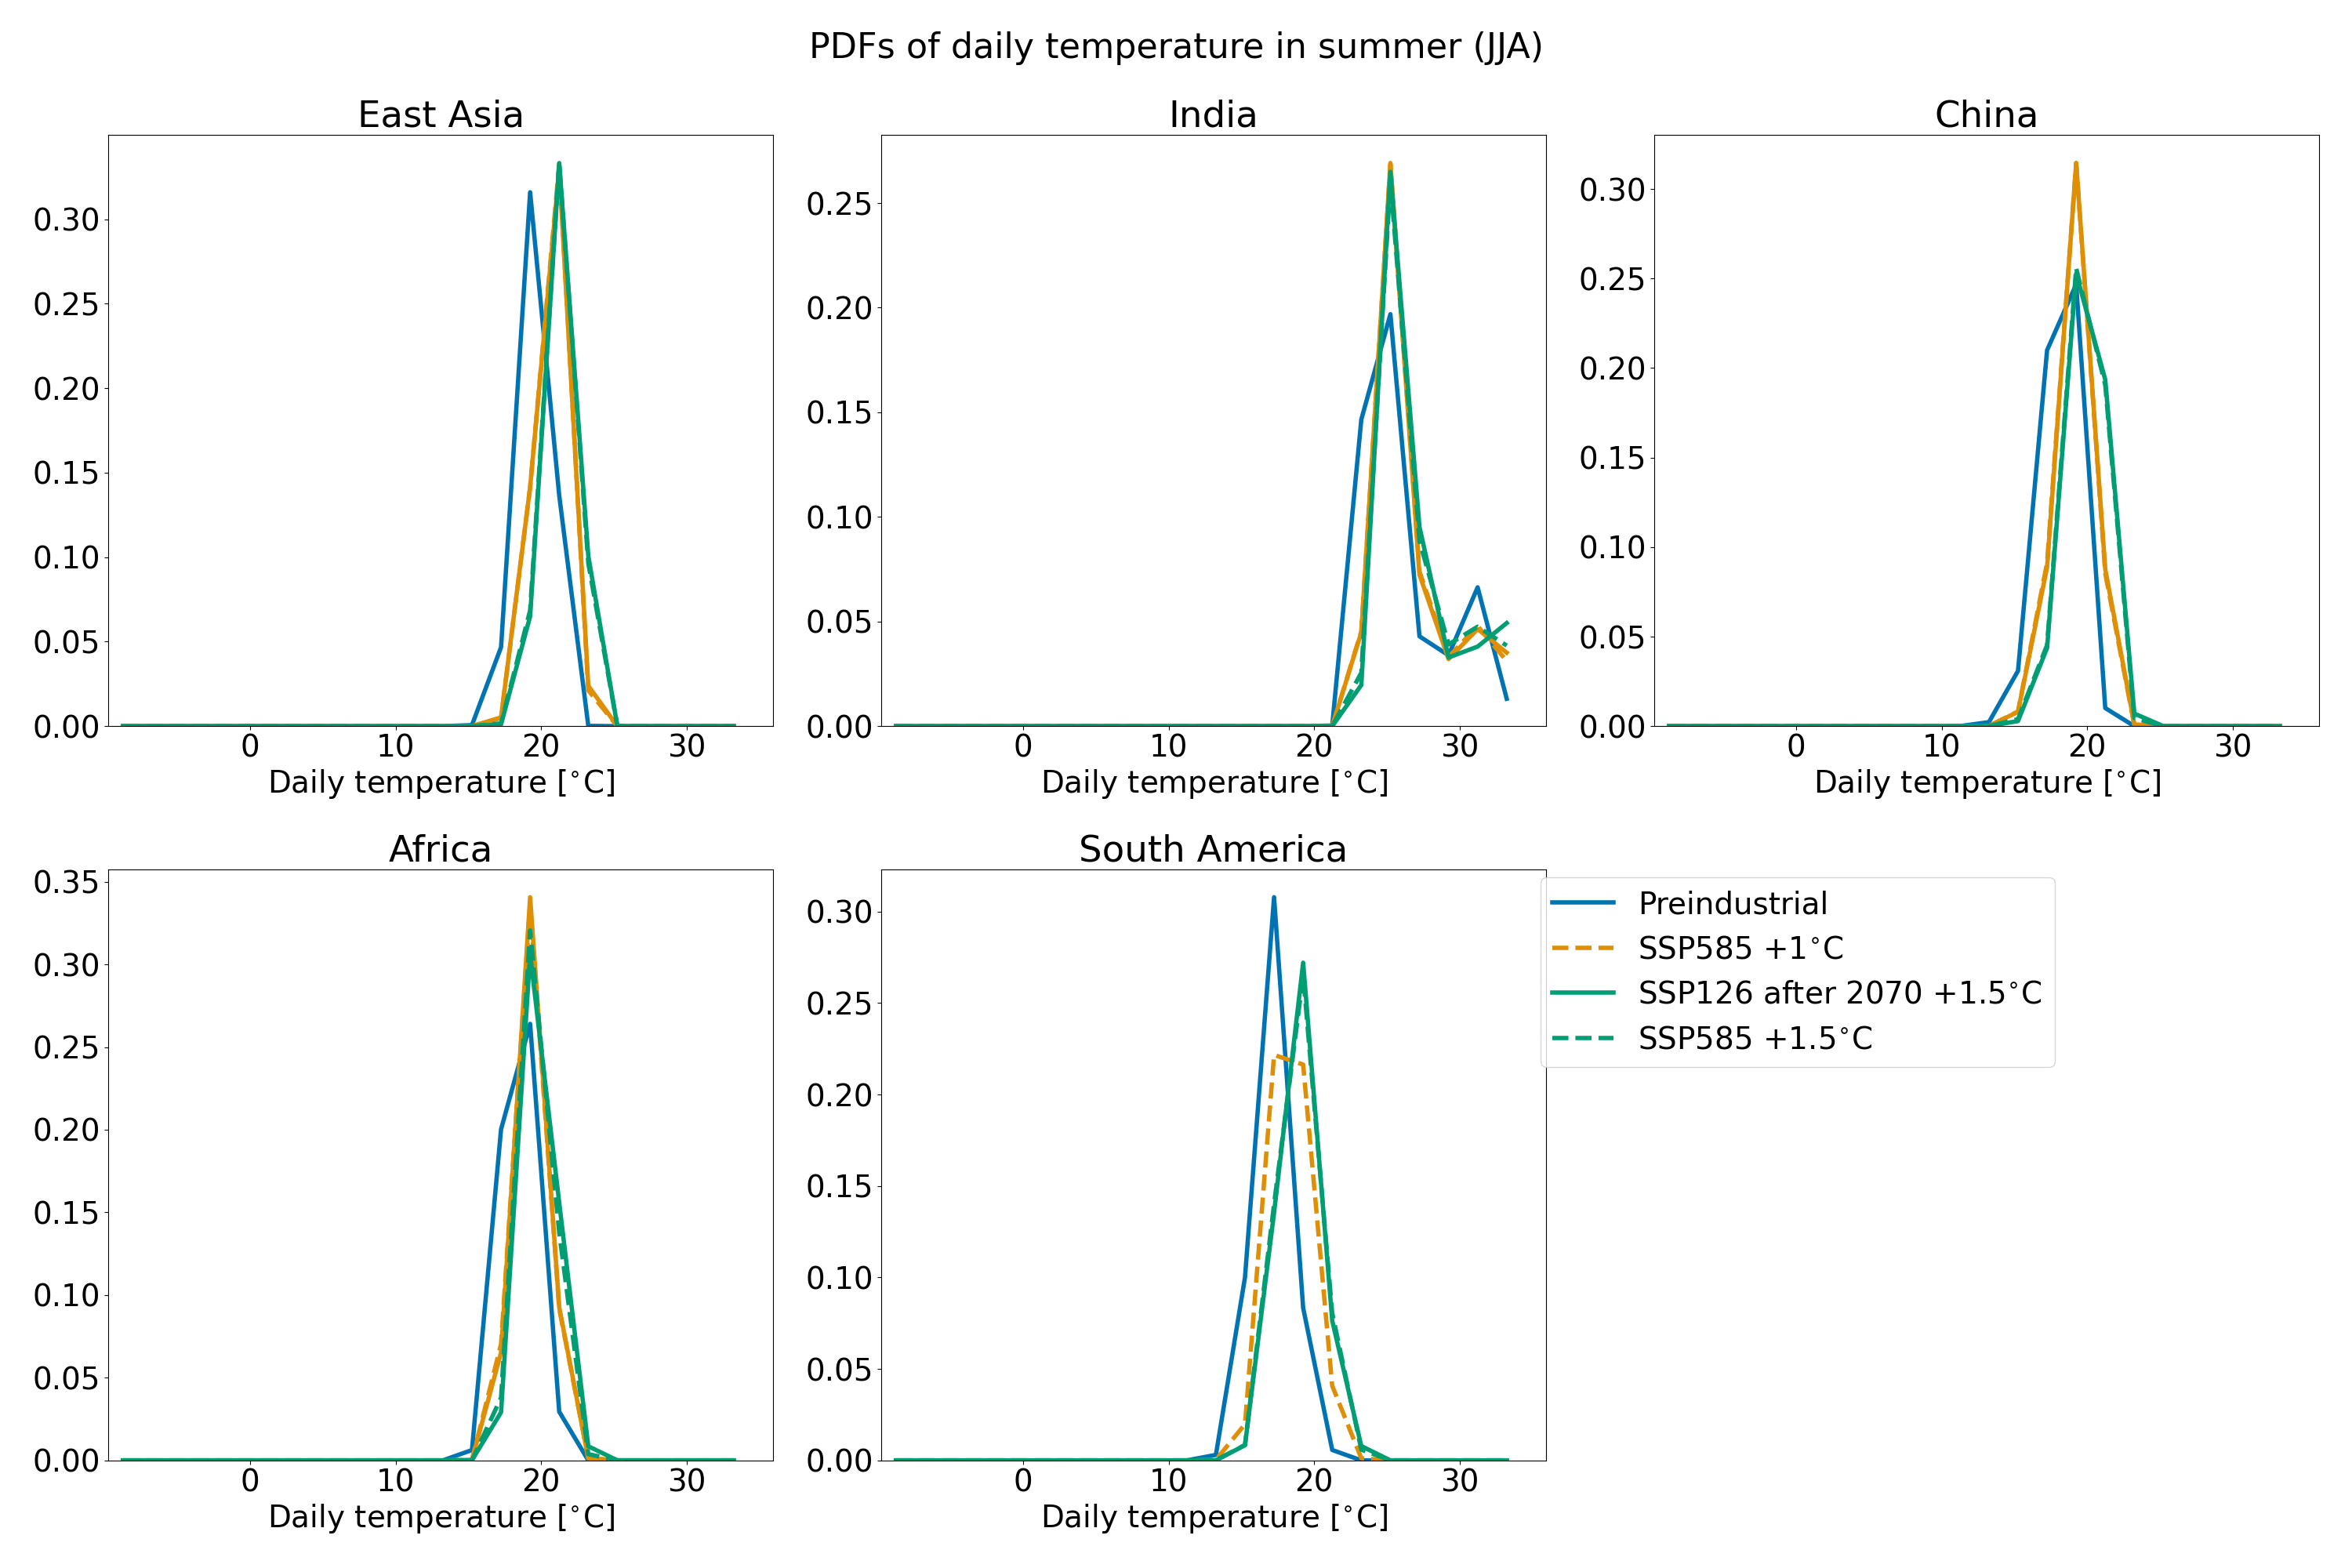 PDFs of daily temperature in summer (JJA)
East Asia
0.30
0.25
0.20
0.15
0.10
0.05
0.00
0 10 20 30
Daily temperature [°C]
India
0.25
0.20
0.15
0.10
0.05
0.00
0 10 20 30
Daily temperature [°C]
China
0.30
0.25
0.20
0.15
0.10
0.05
0.00
0 10 20 30
Daily temperature [°C]
Africa
0.35
0.30
0.25
0.20
0.15
0.10
0.05
0.00
0 10 20 30
Daily temperature [°C]
South America
0.30
0.25
0.20
0.15
0.10
0.05
0.00
0 10 20 30
Daily temperature [°C]
Preindustrial
SSP585 +1°C
SSP126 after 2070 +1.5°C
SSP585 +1.5°C